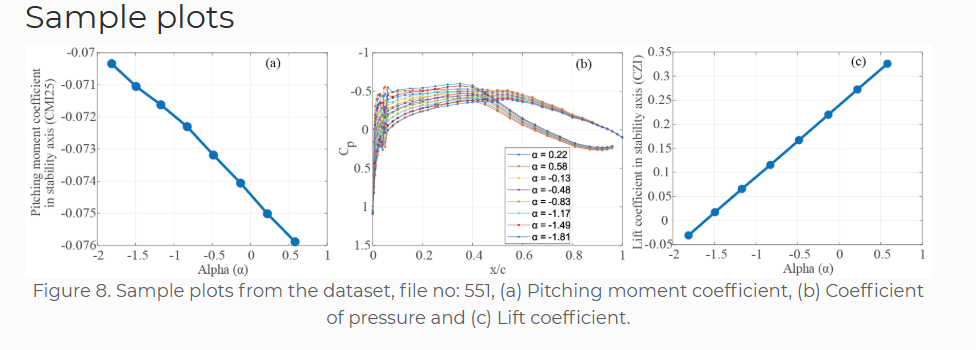 Sample plots
-0.07
-0.071
-0.072
-0.073
-0.074
-0.075
-0.076
Pitching moment coefficient
in stability axis (CMI25)
(a)
-2 -1.5 -1 -0.5 0 0.5 1
Alpha (α)
-1
-0.5
0
0.5
1
1.5
Cp
(b)
α = 0.22
α = 0.58
α = -0.13
α = -0.48
α = -0.83
α = -1.17
α = -1.49
α = -1.81
0 0.2 0.4 0.6 0.8 1
x/c
0.35
0.3
0.25
0.2
0.15
0.1
0.05
0
-0.05
Lift coefficient in stability axis (CZI)
(c)
-2 -1.5 -1 -0.5 0 0.5 1
Alpha (α)
Figure 8. Sample plots from the dataset, file no: 551, (a) Pitching moment coefficient, (b) Coefficient
of pressure and (c) Lift coefficient.